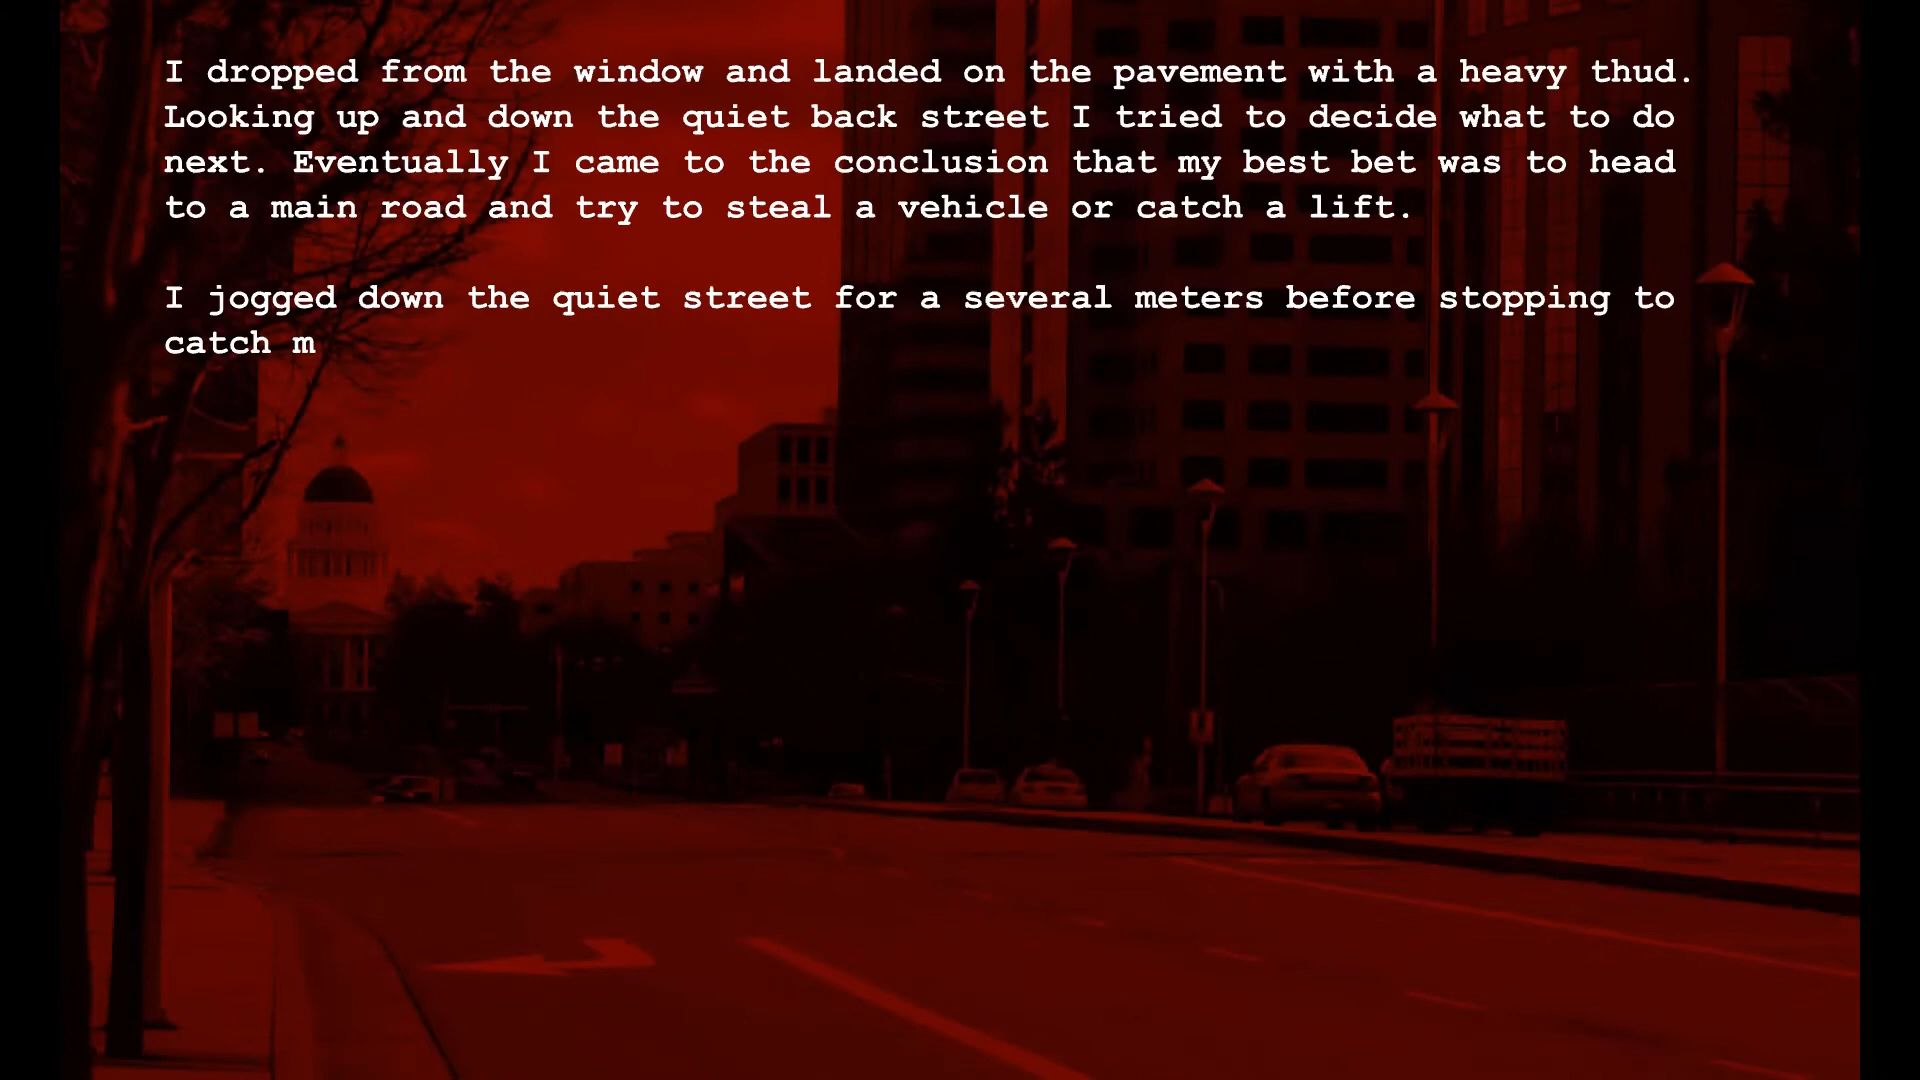 I dropped from the window and landed on the pavement with a heavy thud.
Looking up and down the quiet back street I tried to decide what to do
next. Eventually I came to the conclusion that my best bet was to head
to a main road and try to steal a vehicle or catch a lift.
I jogged down the quiet street for a several meters before stopping to
catch m